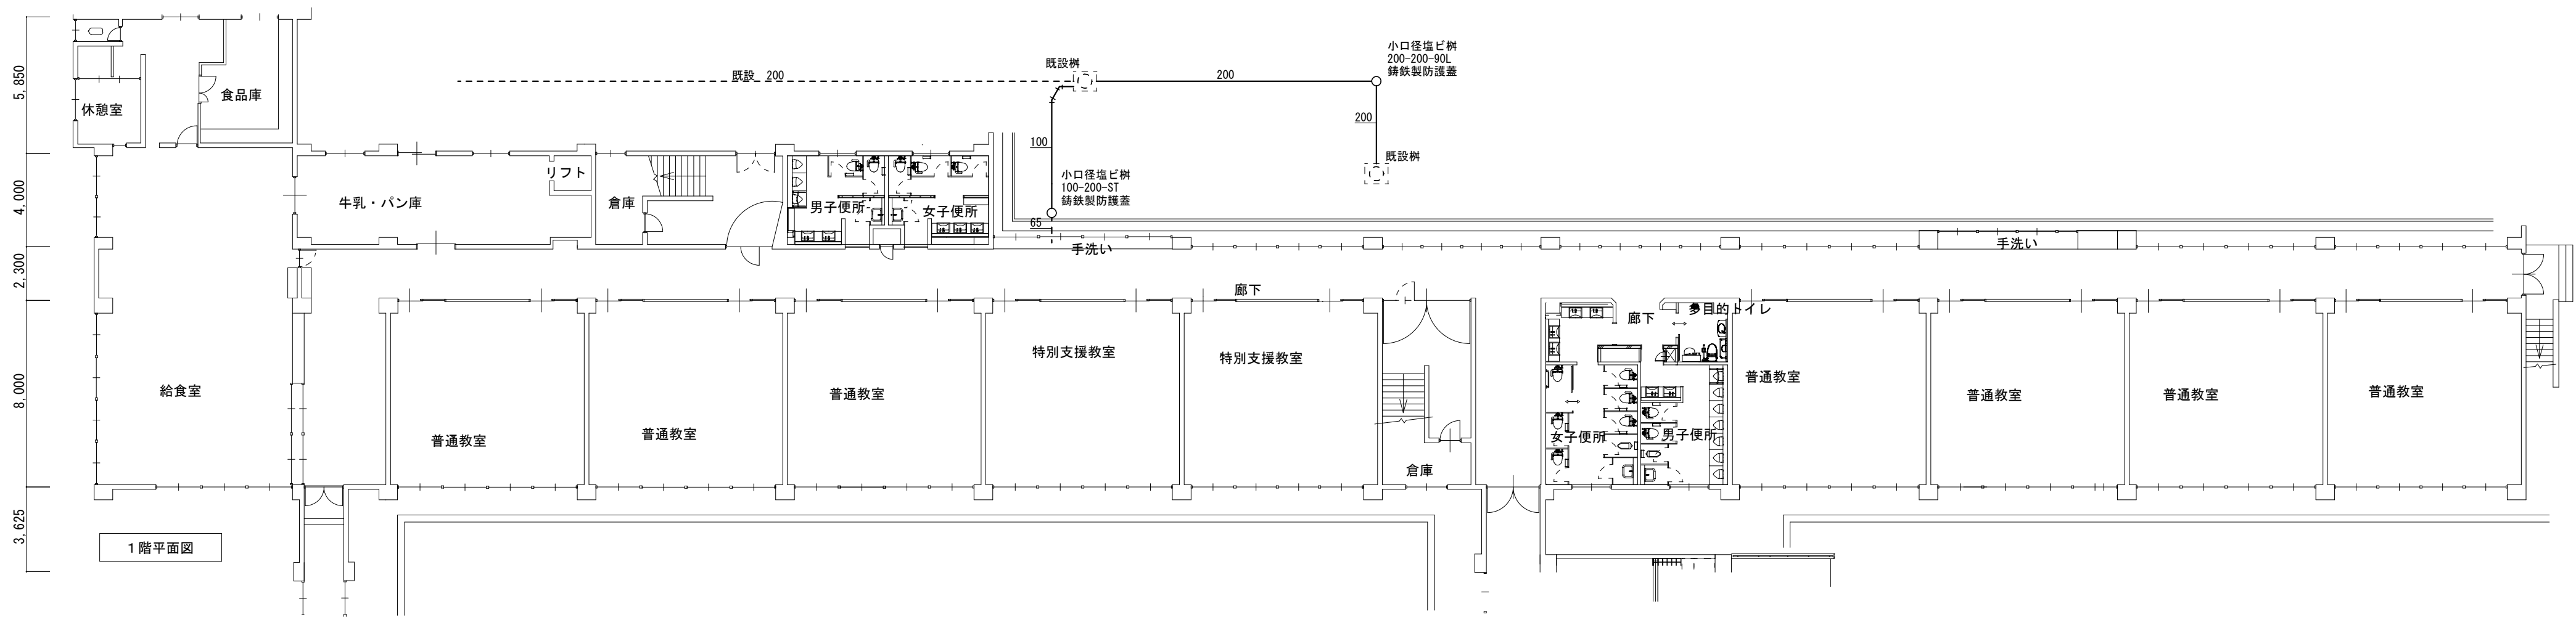 小口径塩ビ桝
200-200-90L
鋳鉄製防護蓋
既設桝
既設 200
200
5,850
食品庫
休憩室
200
100
既設桝
リフト
小口径塩ビ桝
100-200-ST
鋳鉄製防護蓋
4,000
牛乳・パン庫
倉庫
男子便所
女子便所
65
手洗い
手洗い
2,300
廊下
多目的トイレ
廊下
特別支援教室
特別支援教室
8,000
給食室
普通教室
普通教室
普通教室
普通教室
普通教室
普通教室
普通教室
女子便所
男子便所
倉庫
3,625
1階平面図